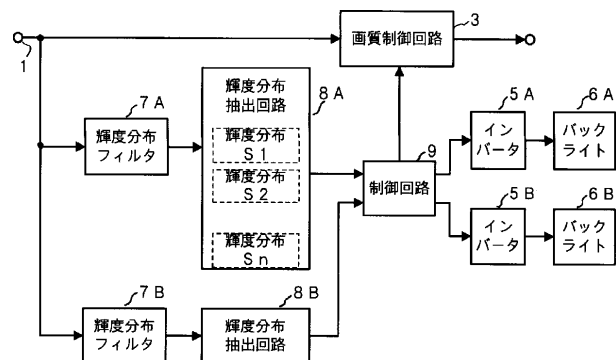 3
画質制御回路
1
7A
輝度分布
フィルタ
8A
輝度分布
抽出回路
輝度分布
S1
輝度分布
S2
輝度分布
Sn
9
制御回路
5A
イン
バータ
6A
バック
ライト
5B
イン
バータ
6B
バック
ライト
7B
輝度分布
フィルタ
8B
輝度分布
抽出回路